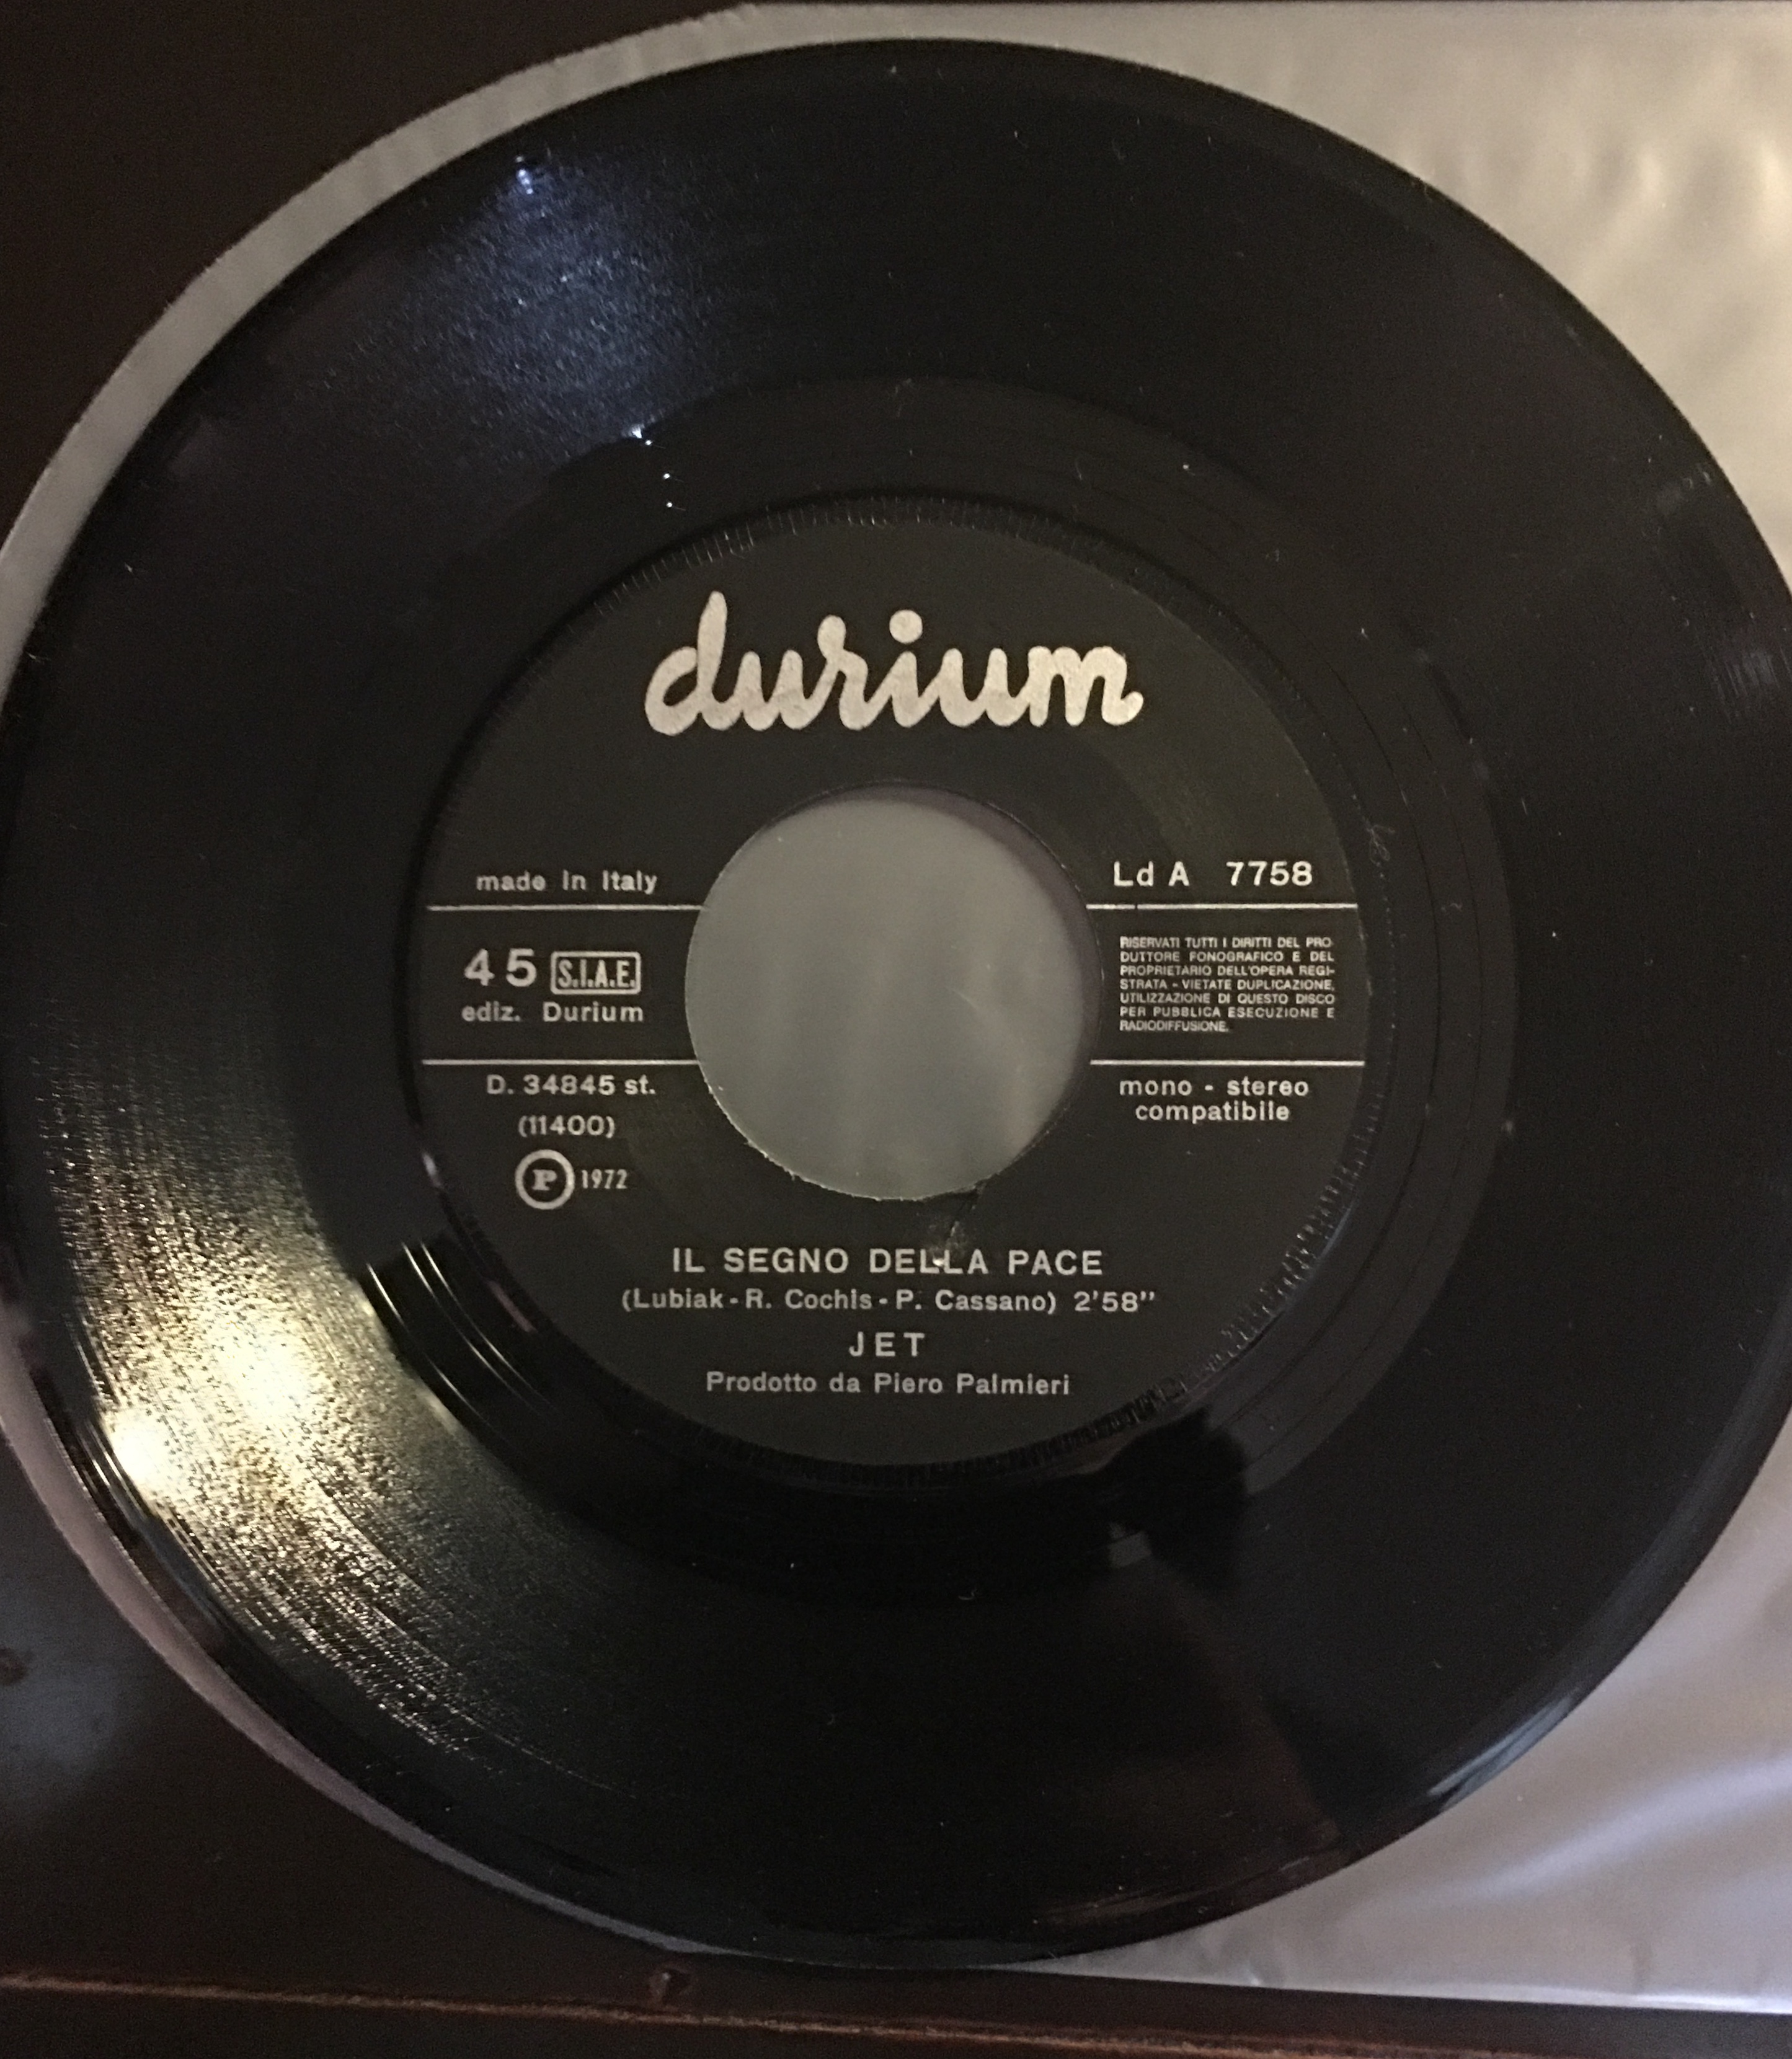 durium
made in Italy
Ld A 7758
45 S.I.A.E.
ediz. Durium
RISERVATI TUTTI I DIRITTI DEL PRO
DUTTORE FONOGRAFICO E DEL
PROPRIETARIO DELL'OPERA REGI-
STRATA - VIETATE DUPLICAZIONE,
UTILIZZAZIONE DI QUESTO DISCO
PER PUBBLICA ESECUZIONE E
RADIODIFFUSIONE.
D. 34845 st.
(11400)
P 1972
mono - stereo
compatibile
IL SEGNO DELLA PACE
(Lubiak - R. Cochis - P. Cassano) 2'58"
JET
Prodotto da Piero Palmieri